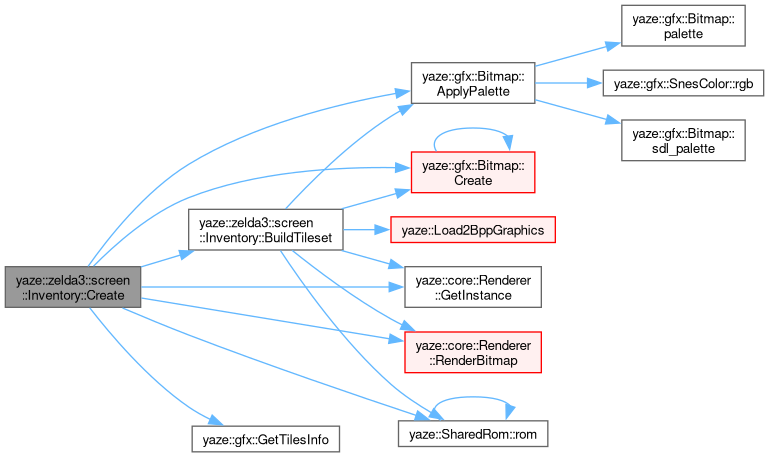 yaze::zelda3::screen
::Inventory::Create
yaze::zelda3::screen
::Inventory::BuildTileset
yaze::gfx::GetTilesInfo
yaze::gfx::Bitmap::
ApplyPalette
yaze::gfx::Bitmap::
Create
yaze::Load2BppGraphics
yaze::core::Renderer
::GetInstance
yaze::core::Renderer
::RenderBitmap
yaze::SharedRom::rom
yaze::gfx::Bitmap::
palette
yaze::gfx::SnesColor::rgb
yaze::gfx::Bitmap::
sdl_palette